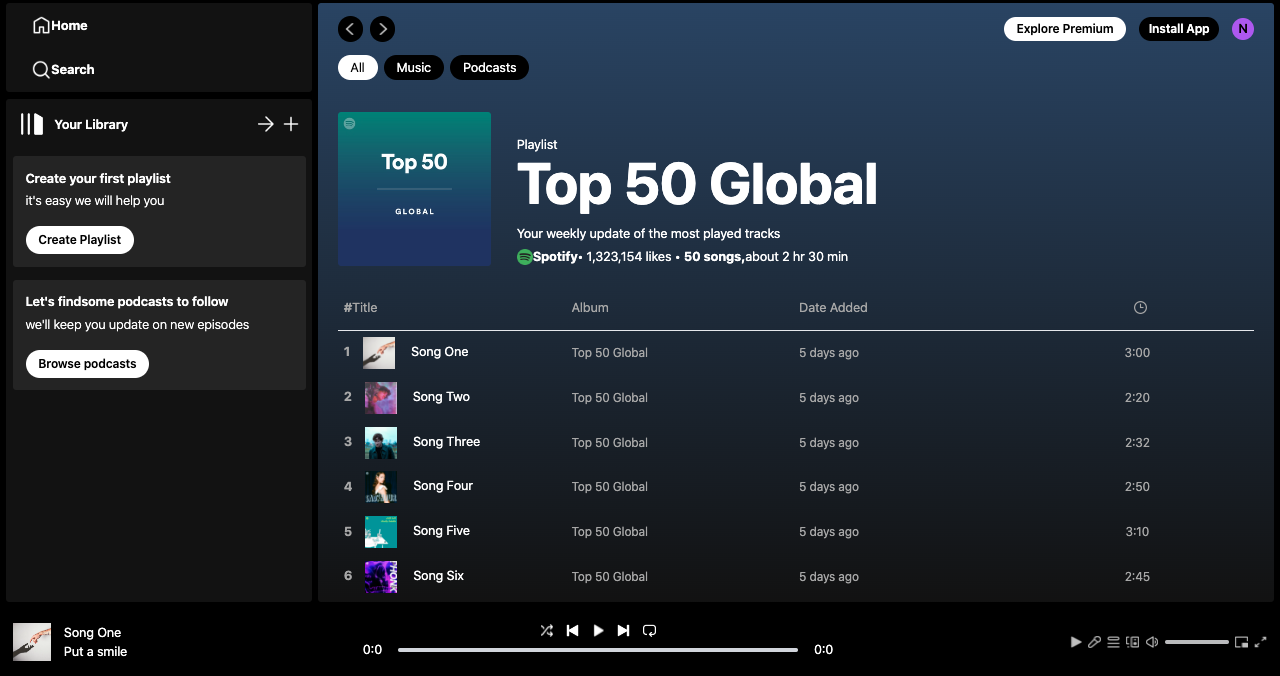 Home
Search
Your Library
Create your first playlist
it's easy we will help you
Create Playlist
Let's findsome podcasts to follow
we'll keep you update on new episodes
Browse podcasts
Explore Premium
Install App
N
All
Music
Podcasts
Top 50
GLOBAL
Playlist
Top 50 Global
Your weekly update of the most played tracks
Spotify• 1,323,154 likes • 50 songs,about 2 hr 30 min
#Title Album Date Added
1 Song One Top 50 Global 5 days ago 3:00
2 Song Two Top 50 Global 5 days ago 2:20
3 Song Three Top 50 Global 5 days ago 2:32
4 Song Four Top 50 Global 5 days ago 2:50
5 Song Five Top 50 Global 5 days ago 3:10
6 PHONK Song Six Top 50 Global 5 days ago 2:45
Song One
Put a smile
0:0
0:0